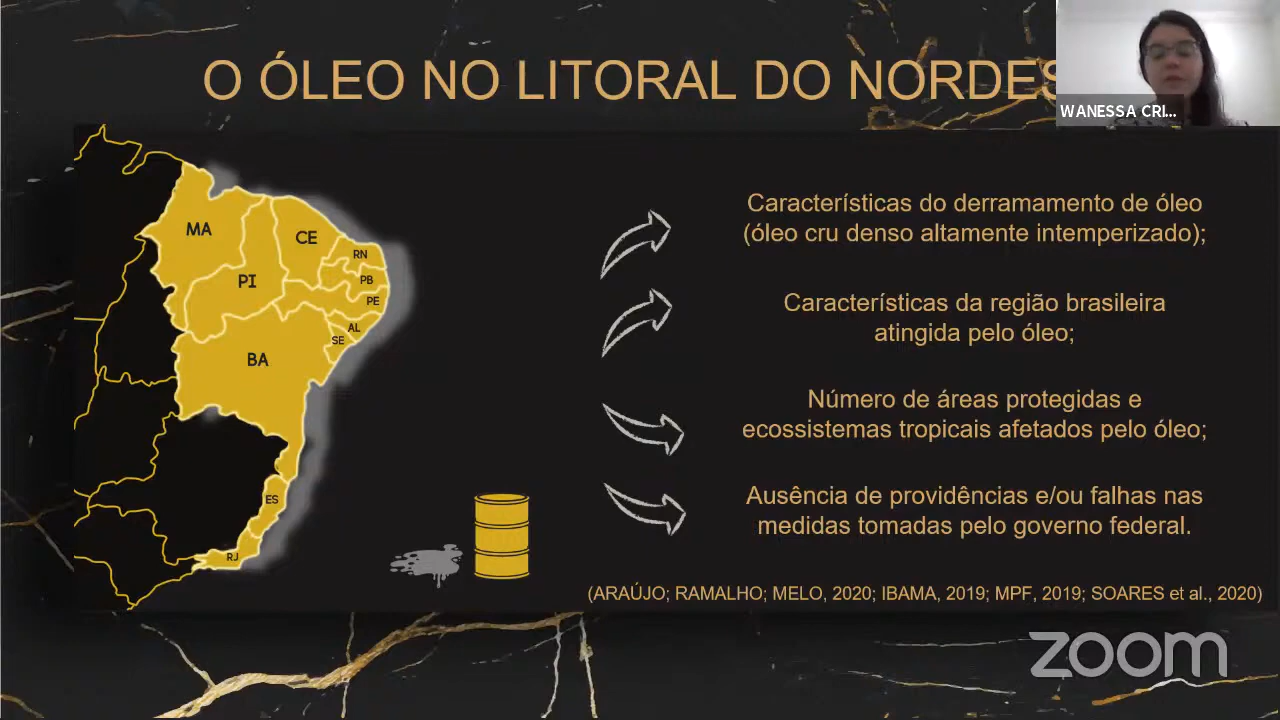 O ÓLEO NO LITORAL DO NORDES
WANESSA CRI...
MA
CE
RN
PI
PB
PE
AL
SE
BA
ES
RJ
Características do derramamento de óleo
(óleo cru denso altamente intemperizado);
Características da região brasileira
atingida pelo óleo;
Número de áreas protegidas e
ecossistemas tropicais afetados pelo óleo;
Ausência de providências e/ou falhas nas
medidas tomadas pelo governo federal.
(ARAÚJO; RAMALHO; MELO, 2020; IBAMA, 2019; MPF, 2019; SOARES et al., 2020)
zoom